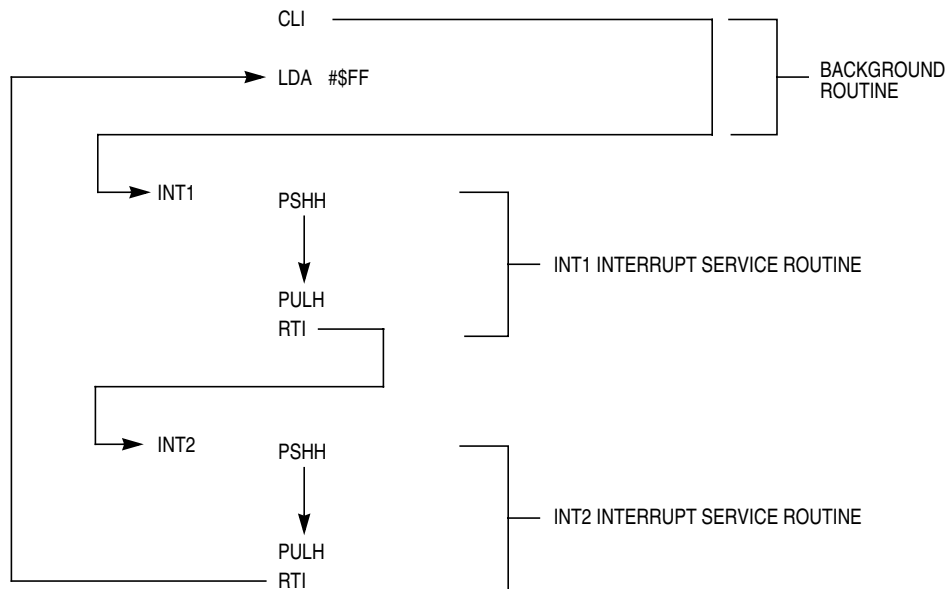 CLI
LDA #$FF
BACKGROUND
ROUTINE
INT1
PSHH
INT1 INTERRUPT SERVICE ROUTINE
PULH
RTI
INT2
PSHH
INT2 INTERRUPT SERVICE ROUTINE
PULH
RTI